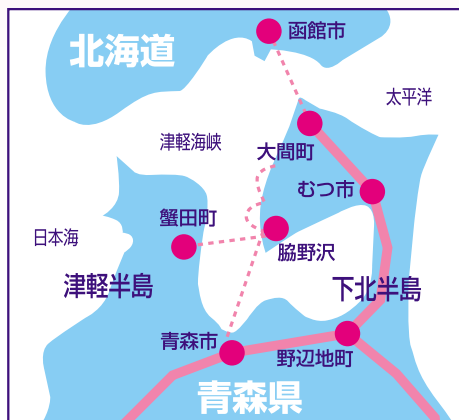 函館市
北海道
太平洋
津軽海峡
大間町
むつ市
蟹田町
日本海
脇野沢
津軽半島
下北半島
青森市
野辺地町
青森県